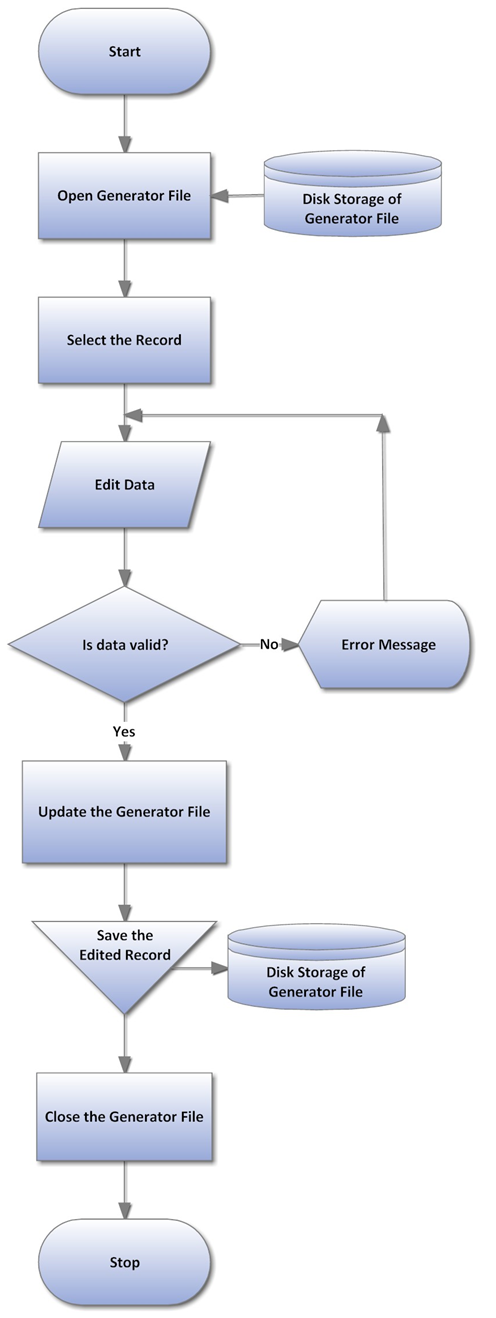 Start
Open Generator File
Disk Storage of
Generator File
Select the Record
Edit Data
Is data valid?
No
Error Message
Yes
Update the Generator File
Save the
Edited Record
Disk Storage of
Generator File
Close the Generator File
Stop